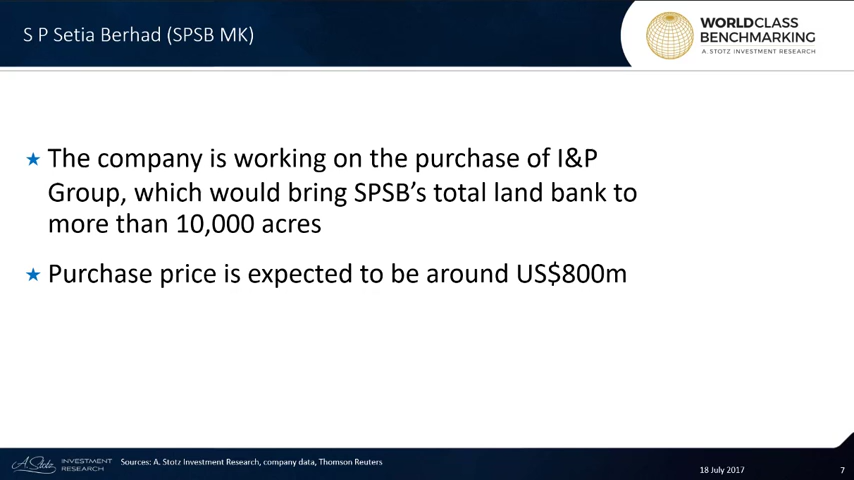 S P Setia Berhad (SPSB MK)
WORLDCLASS
BENCHMARKING
A. STOTZ INVESTMENT RESEARCH
The company is working on the purchase of I&P
Group, which would bring SPSB’s total land bank to
more than 10,000 acres
Purchase price is expected to be around US$800m
A. Stotz INVESTMENT
RESEARCH
Sources: A. Stotz Investment Research, company data, Thomson Reuters
18 July 2017
7